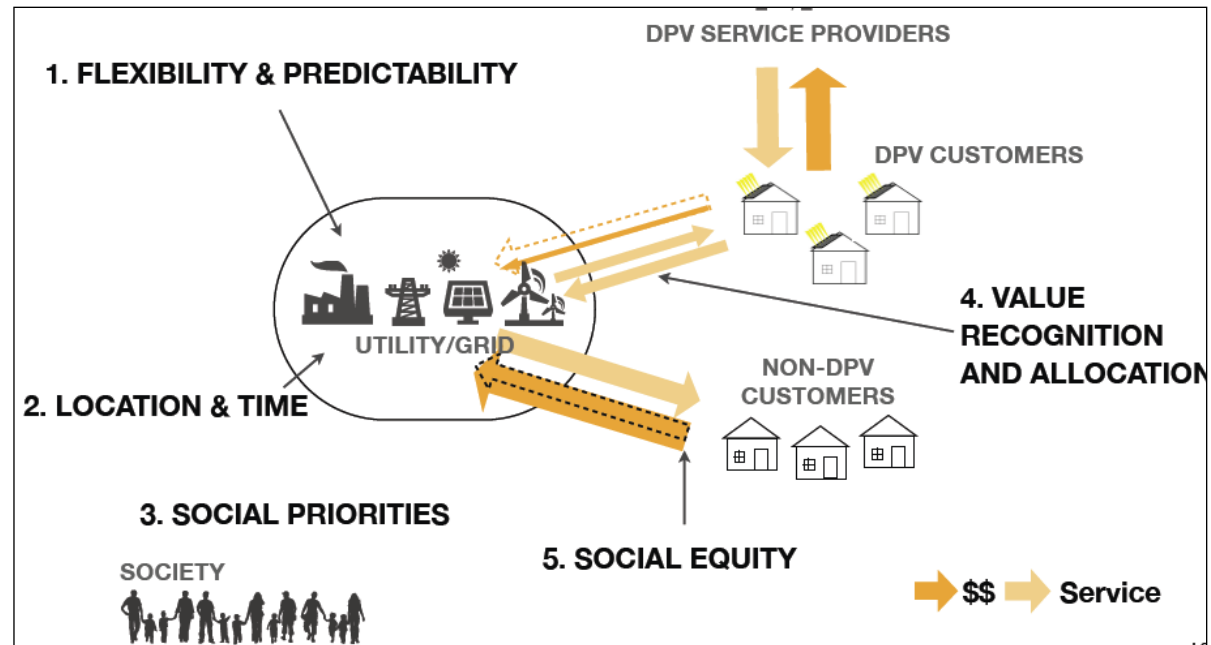 DPV SERVICE PROVIDERS
1. FLEXIBILITY & PREDICTABILITY
DPV CUSTOMERS
4. VALUE
RECOGNITION
AND ALLOCATION
UTILITY/GRID
NON-DPV
CUSTOMERS
2. LOCATION & TIME
3. SOCIAL PRIORITIES
5. SOCIAL EQUITY
SOCIETY
$$ Service